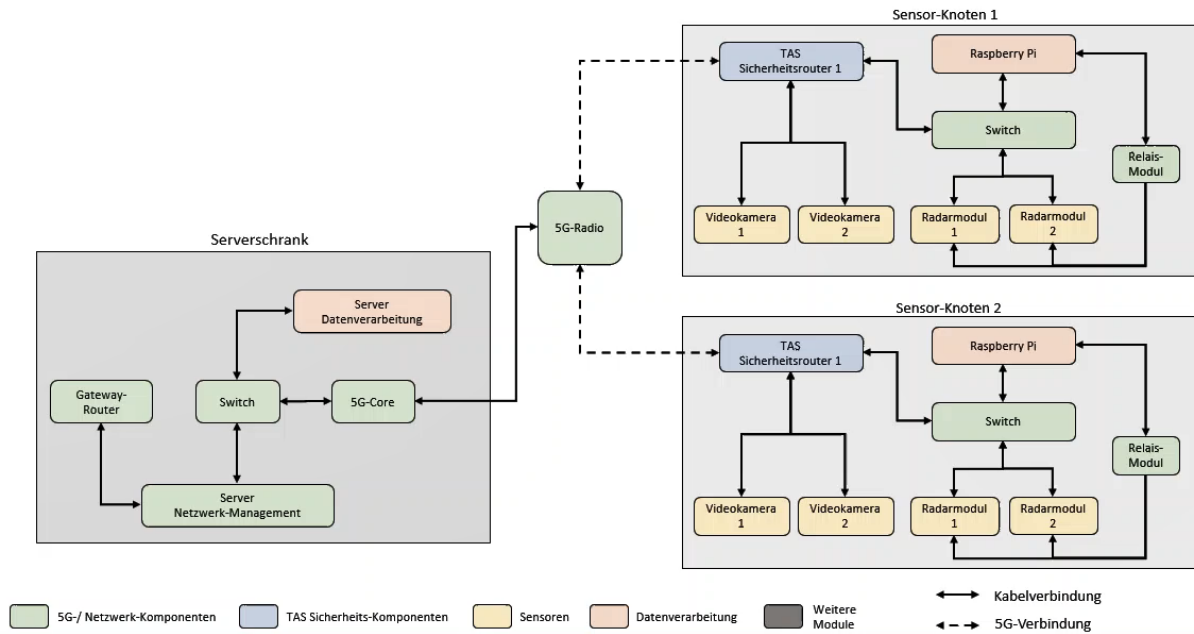 Sensor-Knoten 1
TAS
Sicherheitsrouter 1
Raspberry Pi
Switch
Relais-
Modul
Videokamera
1
Videokamera
2
Radarmodul
1
Radarmodul
2
5G-Radio
Serverschrank
Server
Datenverarbeitung
Gateway-
Router
Switch
5G-Core
Server
Netzwerk-Management
Sensor-Knoten 2
TAS
Sicherheitsrouter 1
Raspberry Pi
Switch
Relais-
Modul
Videokamera
1
Videokamera
2
Radarmodul
1
Radarmodul
2
5G-/ Netzwerk-Komponenten
TAS Sicherheits-Komponenten
Sensoren
Datenverarbeitung
Weitere
Module
Kabelverbindung
5G-Verbindung